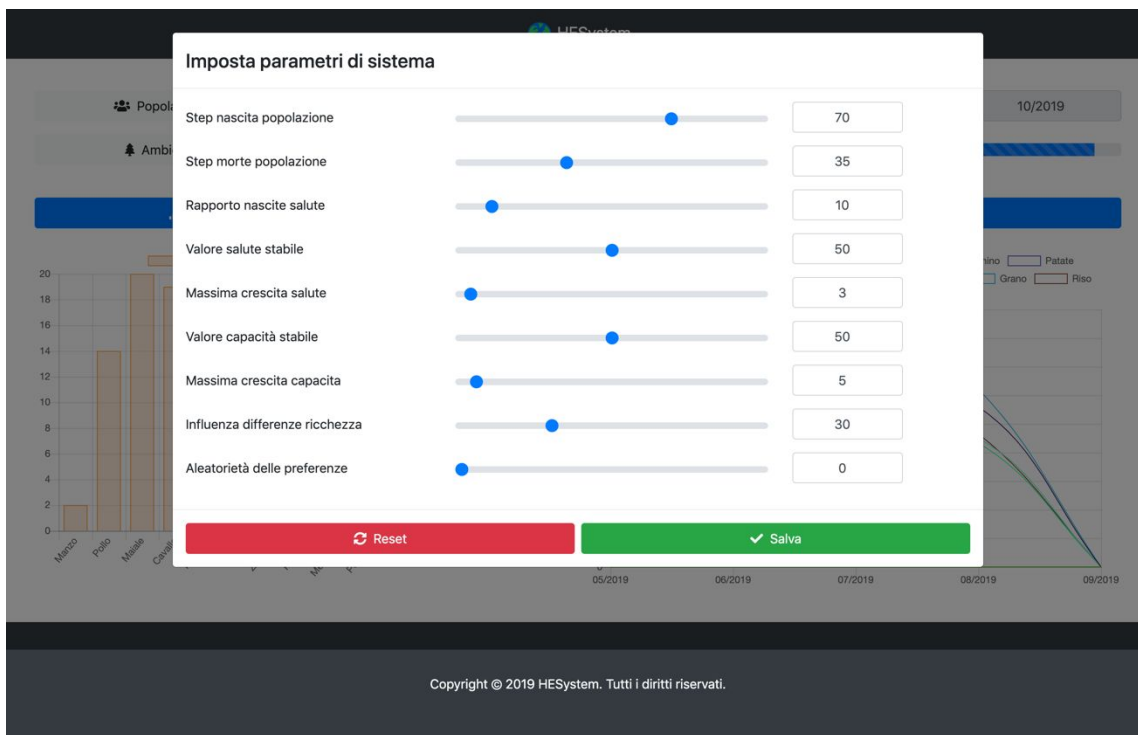 HESystem
Imposta parametri di sistema
Popola
10/2019
Ambi
Step nascita popolazione 70
Step morte popolazione 35
Rapporto nascite salute 10
Valore salute stabile 50
Massima crescita salute 3
Valore capacità stabile 50
Massima crescita capacita 5
Influenza differenze ricchezza 30
Aleatorietà delle preferenze 0
Reset
Salva
nino Patate
Grano Riso
20
18
16
14
12
10
8
6
4
2
0
Manzo Pollo Maiale Cavall
05/2019 06/2019 07/2019 08/2019 09/2019
Copyright © 2019 HESystem. Tutti i diritti riservati.